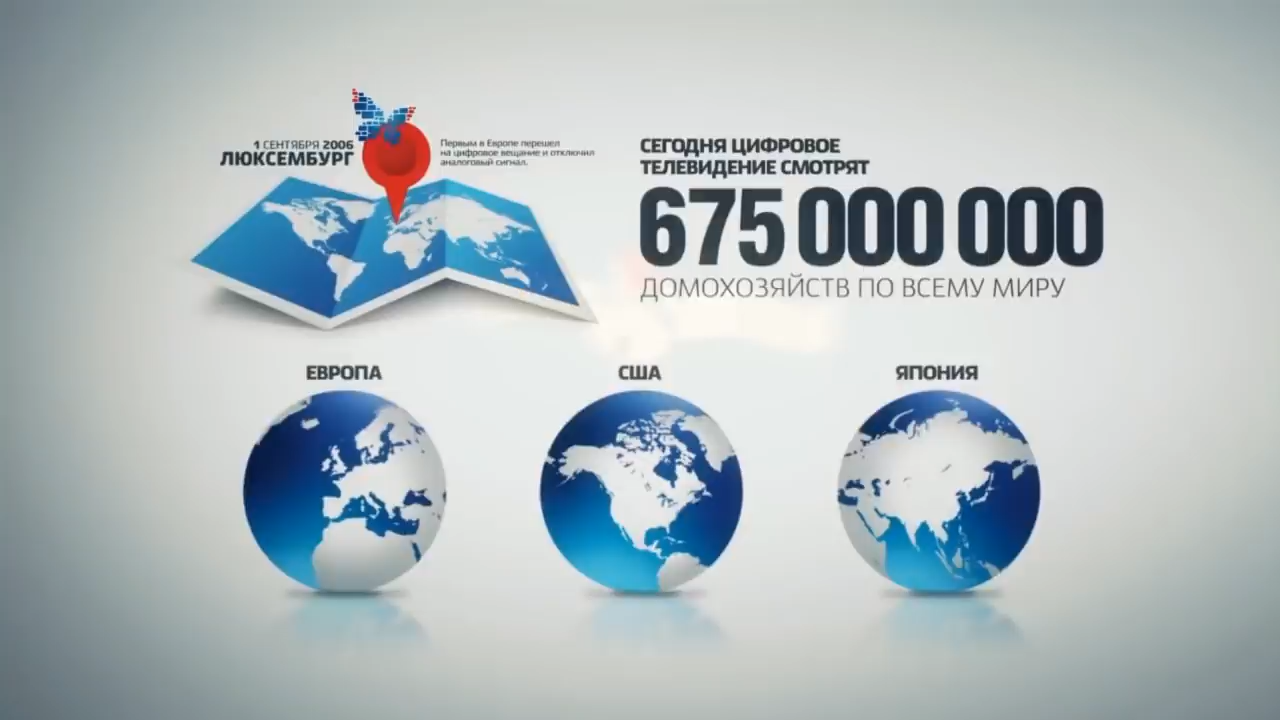 1 СЕНТЯБРЯ 2006
ЛЮКСЕМБУРГ
Первым в Европе перешел
на цифровое вещание и отключил
аналоговый сигнал.
СЕГОДНЯ ЦИФРОВОЕ
ТЕЛЕВИДЕНИЕ СМОТРЯТ
675 000 000
ДОМОХОЗЯЙСТВ ПО ВСЕМУ МИРУ
ЕВРОПА
США
ЯПОНИЯ